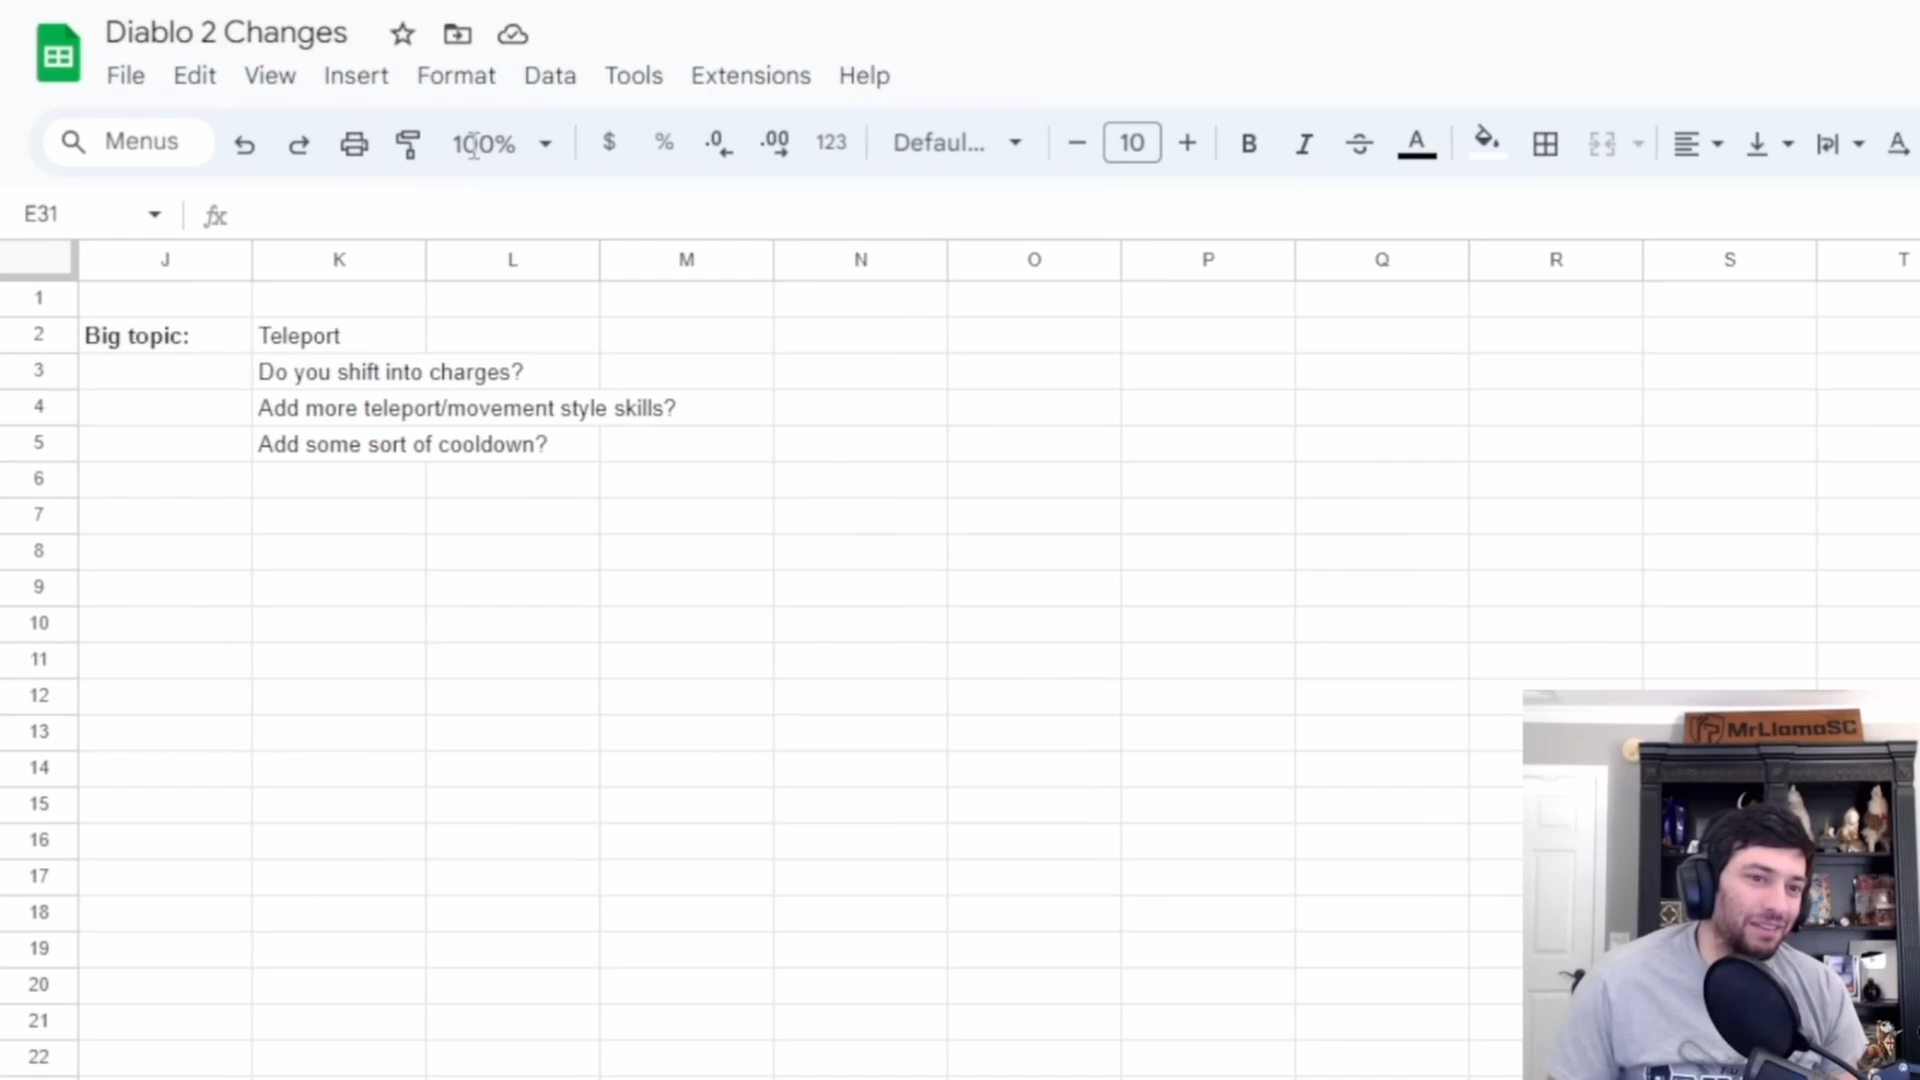 Diablo 2 Changes
File Edit View Insert Format Data Tools Extensions Help
Menus 100% $ % .0 .00 123 Defaul... 10 B I A A
E31 fx
J K L M N O P Q R S T
1
2 Big topic: Teleport
3 Do you shift into charges?
4 Add more teleport/movement style skills?
5 Add some sort of cooldown?
6
7
8
9
10
11
12
13
14
15
16
17
18
19
20
21
22
MrLlamaSC